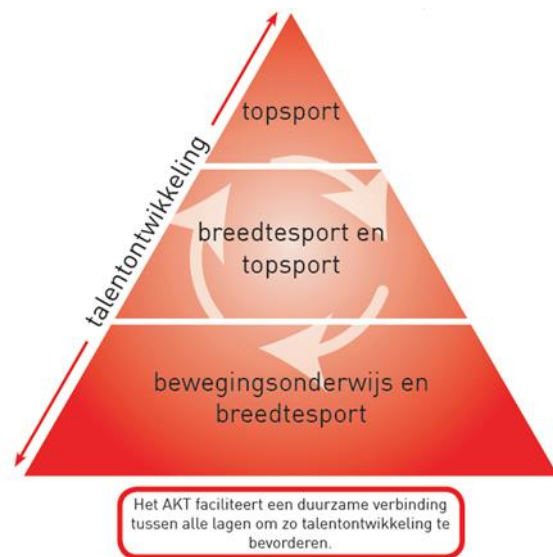 topsport
talentontwikkeling
breedtesport en
topsport
bewegingsonderwijs en
breedtesport
Het AKT faciliteert een duurzame verbinding
tussen alle lagen om zo talentontwikkeling te
bevorderen.